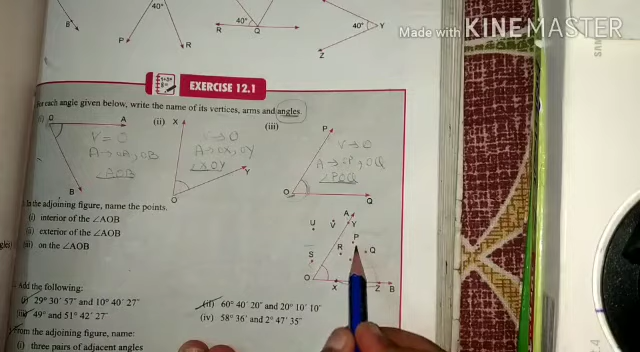 Made with KINEMASTER
40°
B
P
R
40°
R
Q
40°
Y
Z
EXERCISE 12.1
each angle given below, write the name of its vertices, arms and angles.
O A
B
V = O
A → OA, OB
∠AOB
(ii) X
O
Y
V → O
A → OX, OY
∠XOY
(iii)
P
O
Q
V → O
A → OP, OQ
∠POQ
In the adjoining figure, name the points.
(i) interior of the ∠AOB
(ii) exterior of the ∠AOB
(iii) on the ∠AOB
A
U
V
Y
P
R
Q
S
O
X
Z
B
Add the following:
(i) 29° 30' 57" and 10° 40' 27"
(ii) 60° 40' 20" and 20° 10' 10"
(iii) 49° and 51° 42' 27"
(iv) 58° 36' and 2° 47' 35"
From the adjoining figure, name:
(i) three pairs of adjacent angles